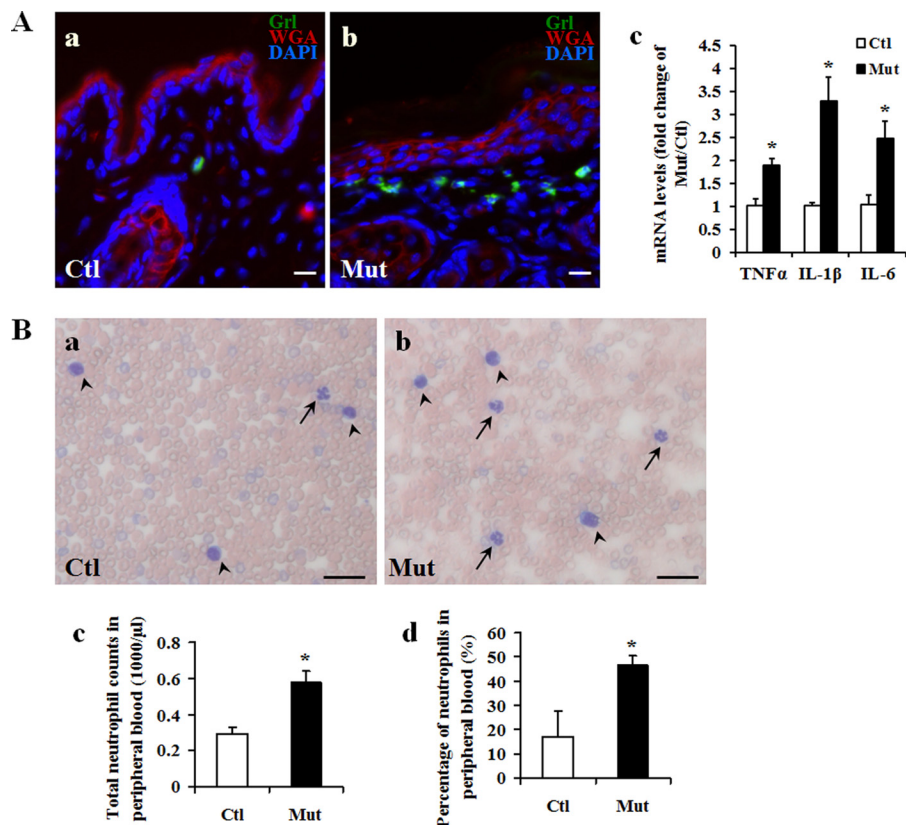 A
a
Grl
WGA
DAPI
Ctl
b
Grl
WGA
DAPI
Mut
c
mRNA levels (fold change of
Mut/Ctl)
4.5
4
3.5
3
2.5
2
1.5
1
0.5
0
Ctl
Mut
*
*
*
TNFα IL-1β IL-6
B
a
Ctl
b
Mut
c
Total neutrophil counts in
peripheral blood (1000/µl)
0.8
0.6
0.4
0.2
0
*
Ctl Mut
d
Percentage of neutrophils in
peripheral blood (%)
60
50
40
30
20
10
0
*
Ctl Mut